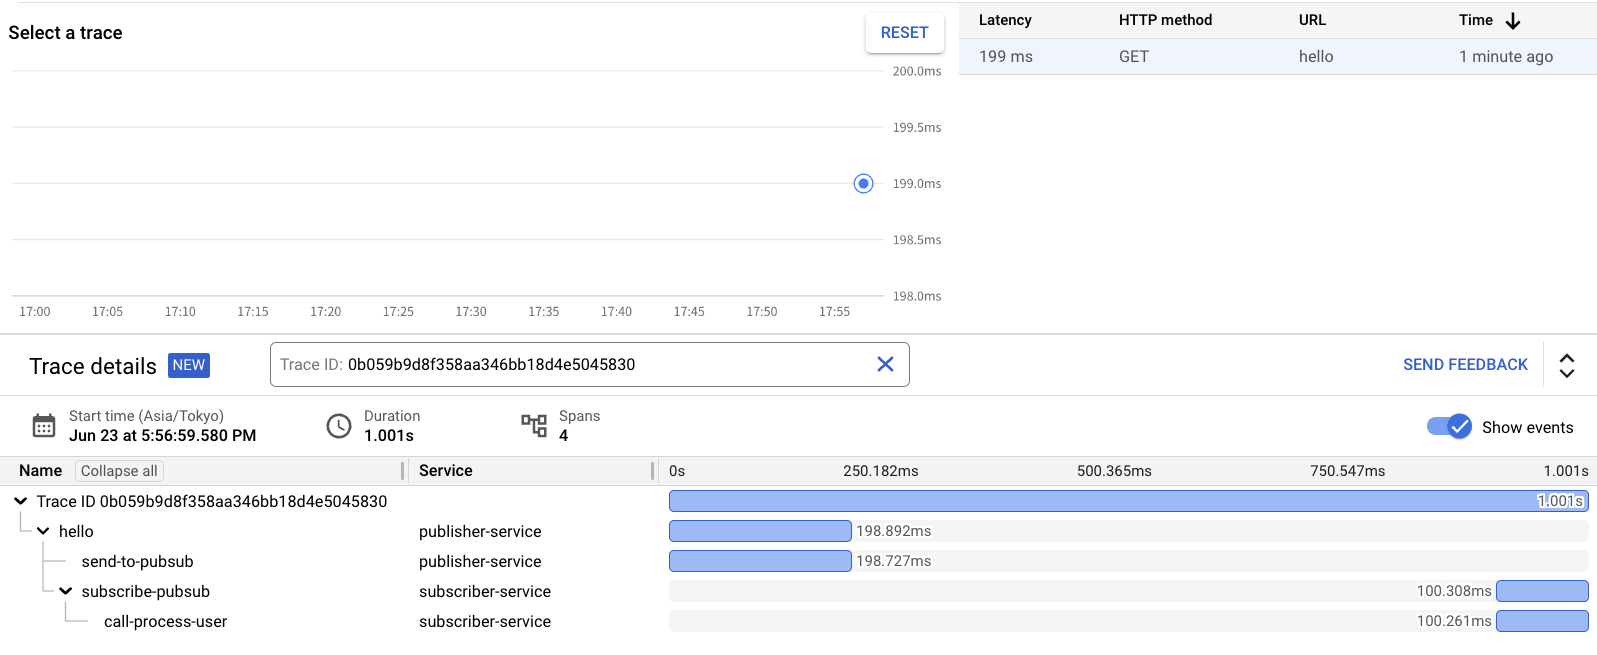 Select a trace
RESET
200.0ms
199.5ms
199.0ms
198.5ms
198.0ms
17:00 17:05 17:10 17:15 17:20 17:25 17:30 17:35 17:40 17:45 17:50 17:55
Latency HTTP method URL Time
199 ms GET hello 1 minute ago
Trace details NEW Trace ID: 0b059b9d8f358aa346bb18d4e5045830 SEND FEEDBACK
Start time (Asia/Tokyo) Duration Spans
Jun 23 at 5:56:59.580 PM 1.001s 4 Show events
Name Collapse all Service 0s 250.182ms 500.365ms 750.547ms 1.001s
Trace ID 0b059b9d8f358aa346bb18d4e5045830 1.001s
hello publisher-service 198.892ms
send-to-pubsub publisher-service 198.727ms
subscribe-pubsub subscriber-service 100.308ms
call-process-user subscriber-service 100.261ms